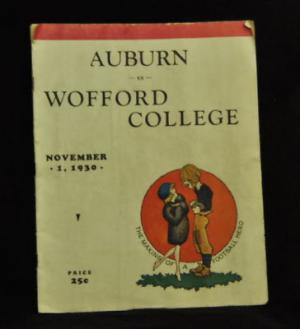 AUBURN
— vs —
WOFFORD
COLLEGE
NOVEMBER
· 1, 1930 ·
THE MAKING OF A FOOTBALL HERO
PRICE
25c